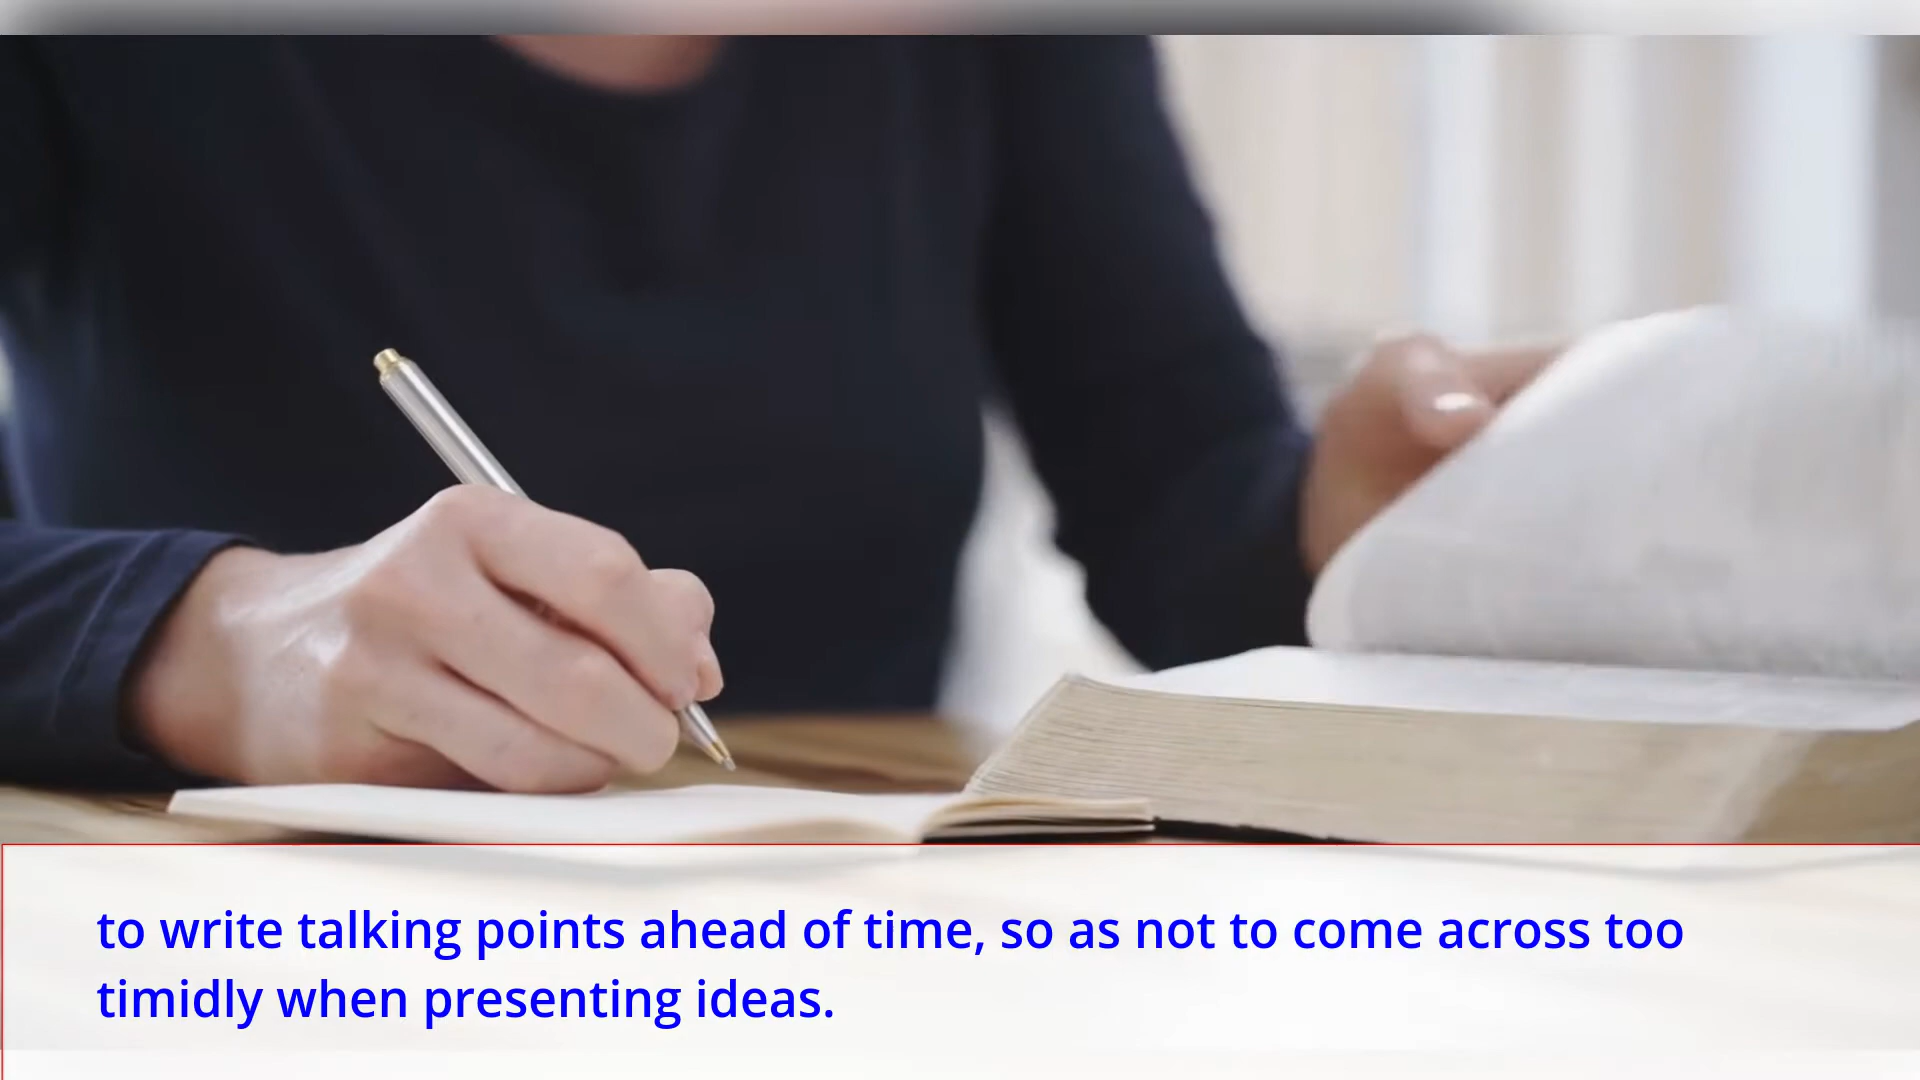 to write talking points ahead of time, so as not to come across too
timidly when presenting ideas.